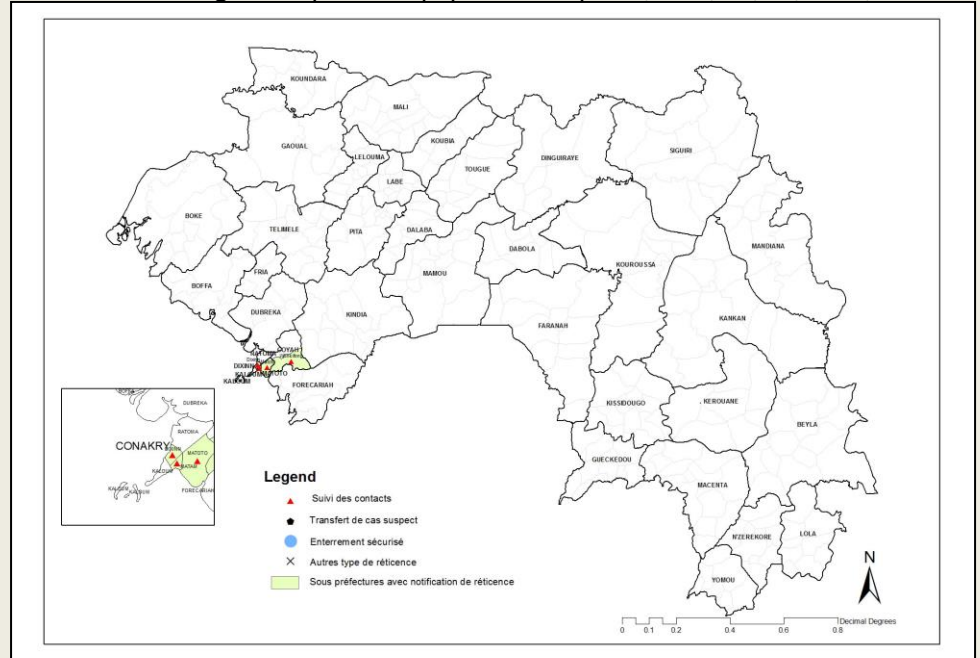 KOUNDARA
MALI
GAOUAL
KOUBIA
LELOUMA
TOUGUE
DINGUIRAYE
SIGUIRI
LABE
BOKE
TELIMELE
PITA
DALABA
MANDIANA
DABOLA
MAMOU
KOUROUSSA
FRIA
BOFFA
DUBREKA
KINDIA
KANKAN
FARANAH
FORECARIAH
KISSIDOUGO
KEROUANE
BEYLA
GUECKEDOU
MACENTA
N'ZEREKORE
LOLA
YOMOU
DUBREKA
RATOMA
CONAKRY
MATOTO
KALOUM
KALOUM
KALOUM
FORECARIAH
Legend
Suivi des contacts
Transfert de cas suspect
Enterrement sécurisé
Autres type de réticence
Sous préfectures avec notification de réticence
N
Decimal Degrees
0 0.1 0.2 0.4 0.6 0.8